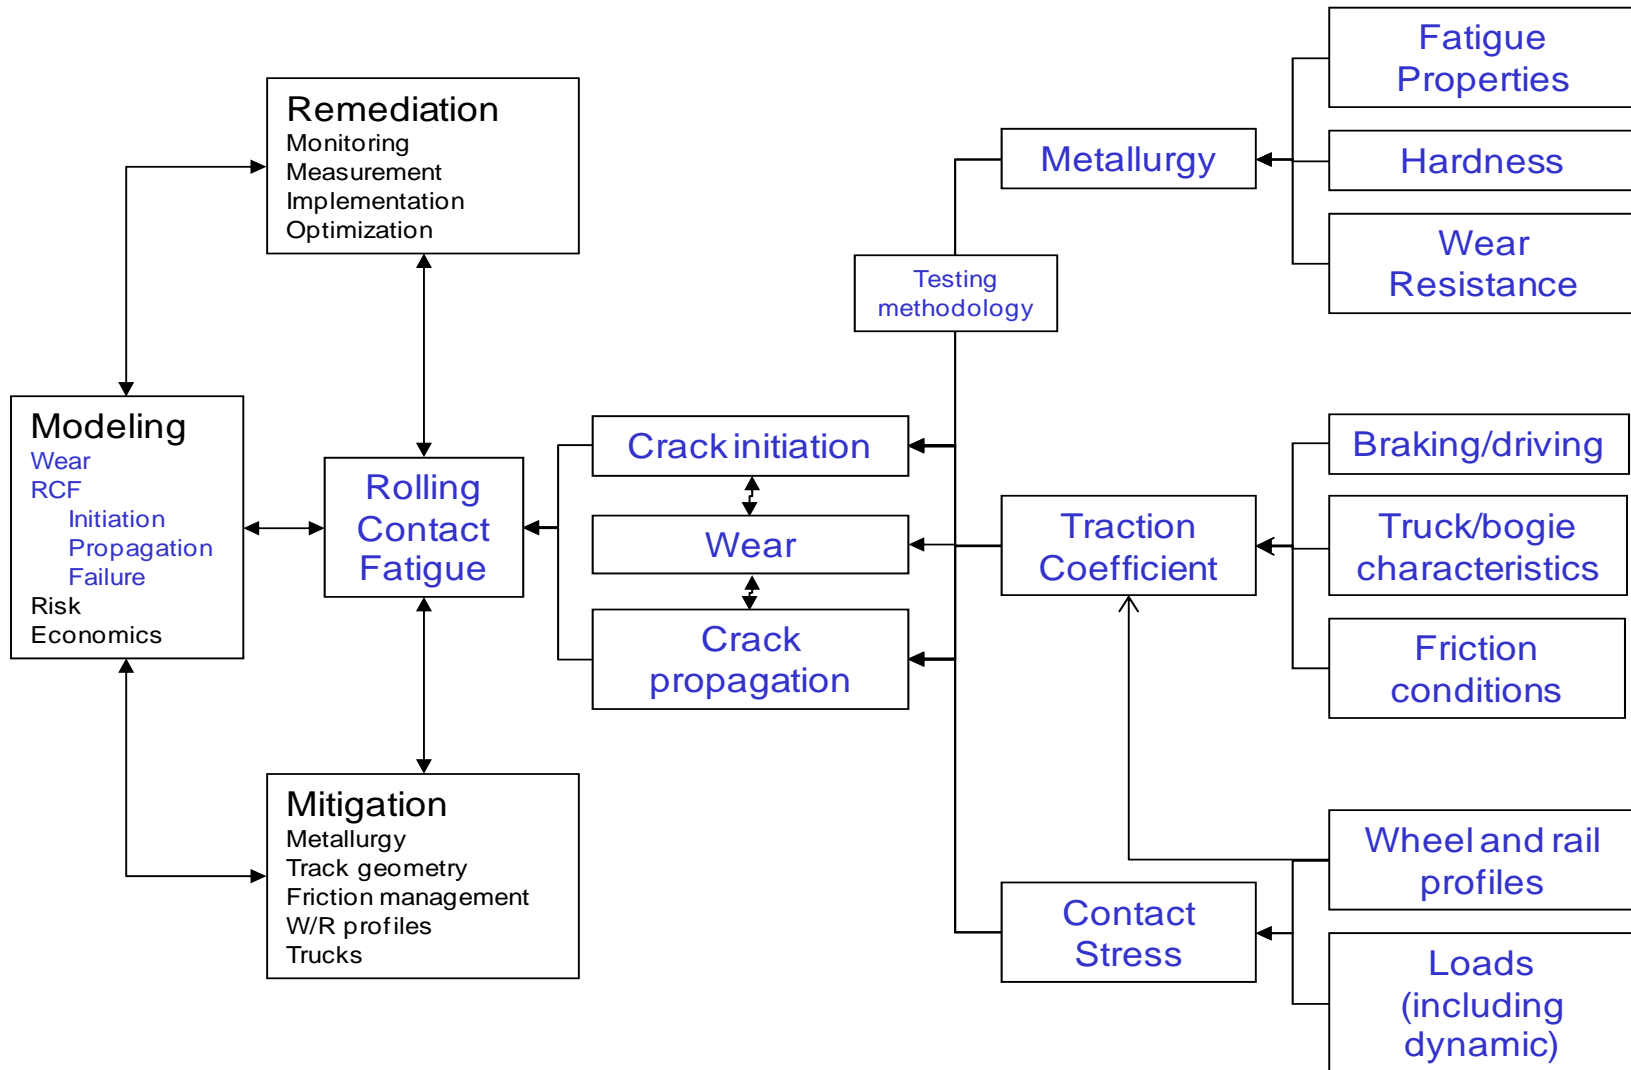 Remediation
Monitoring
Measurement
Implementation
Optimization
Modeling
Wear
RCF
Initiation
Propagation
Failure
Risk
Economics
Rolling
Contact
Fatigue
Mitigation
Metallurgy
Track geometry
Friction management
W/R profiles
Trucks
Crack initiation
Wear
Crack
propagation
Testing
methodology
Metallurgy
Traction
Coefficient
Contact
Stress
Fatigue
Properties
Hardness
Wear
Resistance
Braking/driving
Truck/bogie
characteristics
Friction
conditions
Wheel and rail
profiles
Loads
(including
dynamic)